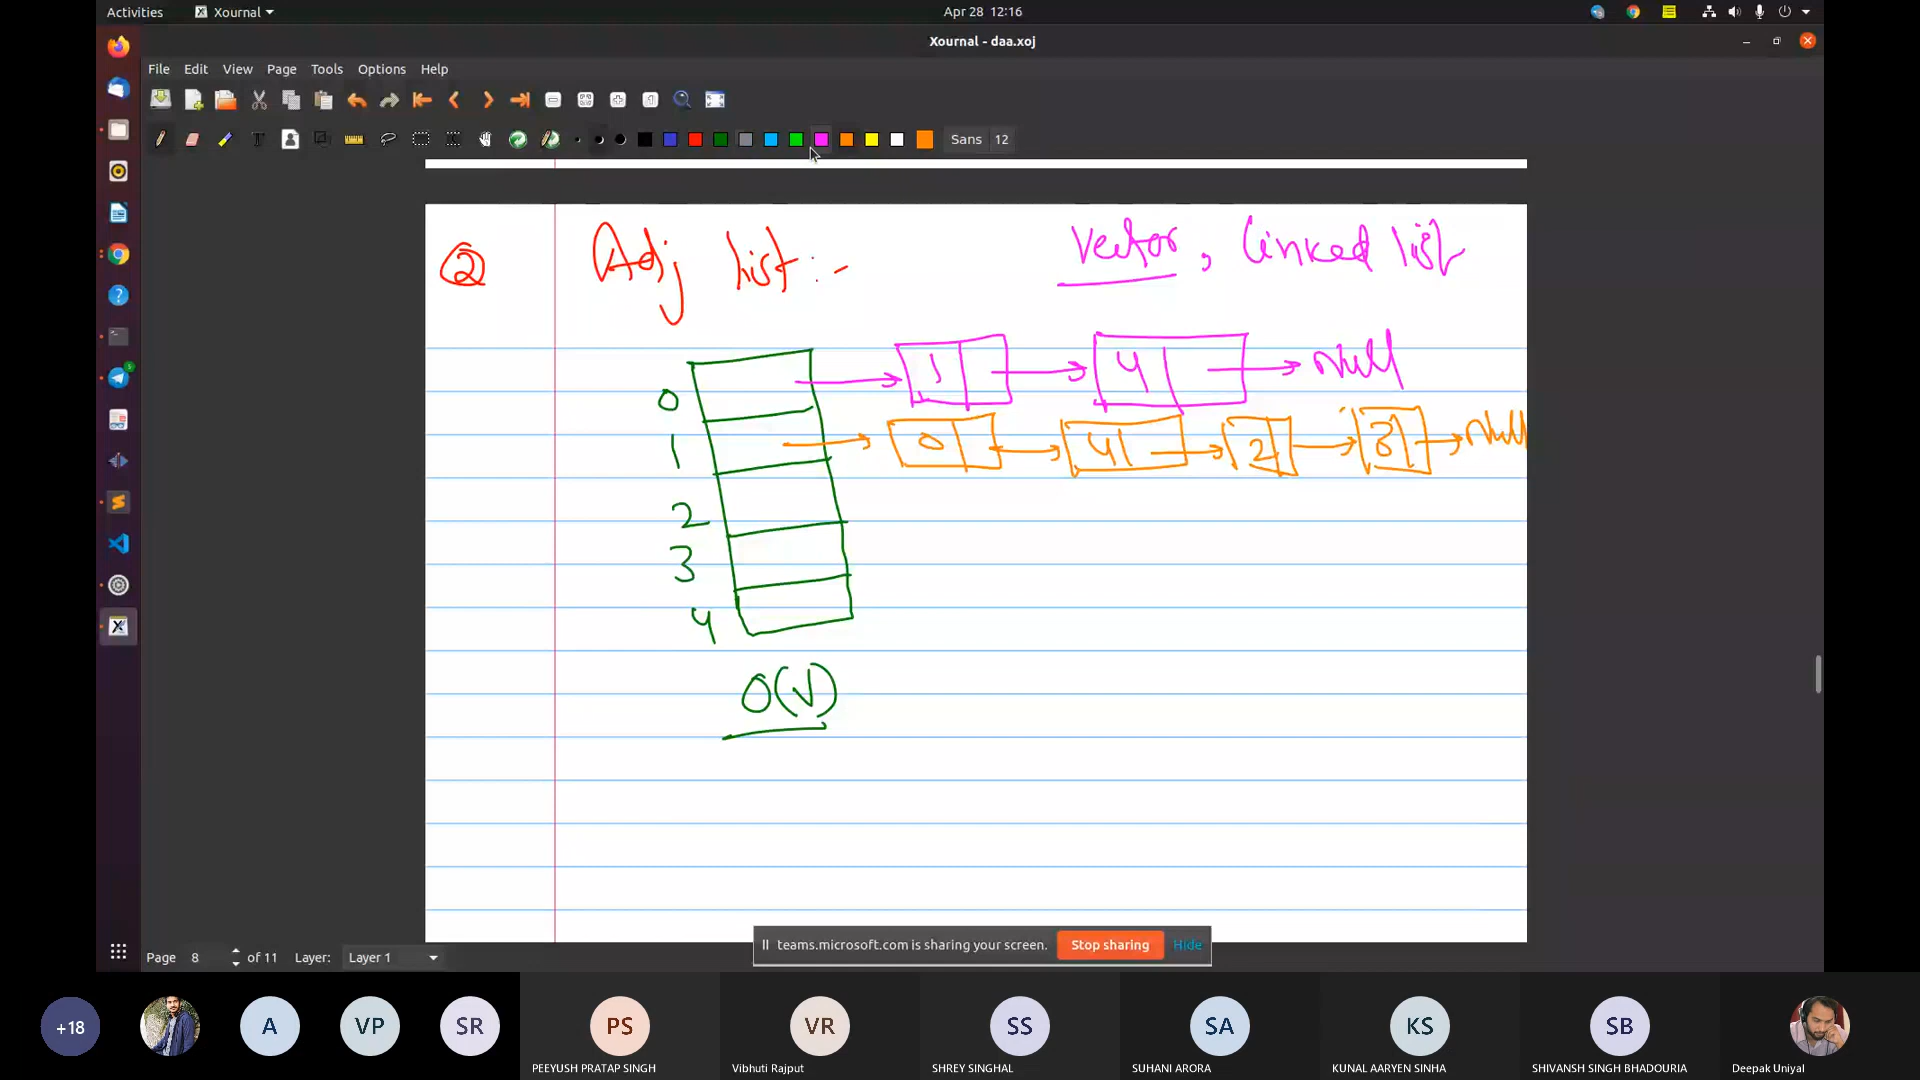 Activities Xournal Apr 28 12:16
Xournal - daa.xoj
File Edit View Page Tools Options Help
Sans 12
② Adj list :- Vector, linked list
0 1 4 Null
1 0 4 2 3 Null
2
3
4
O(V)
teams.microsoft.com is sharing your screen. Stop sharing Hide
Page 8 of 11 Layer: Layer 1
+18 A VP SR PS VR SS SA KS SB
PEEYUSH PRATAP SINGH Vibhuti Rajput SHREY SINGHAL SUHANI ARORA KUNAL AARYEN SINHA SHIVANSH SINGH BHADOURIA Deepak Uniyal